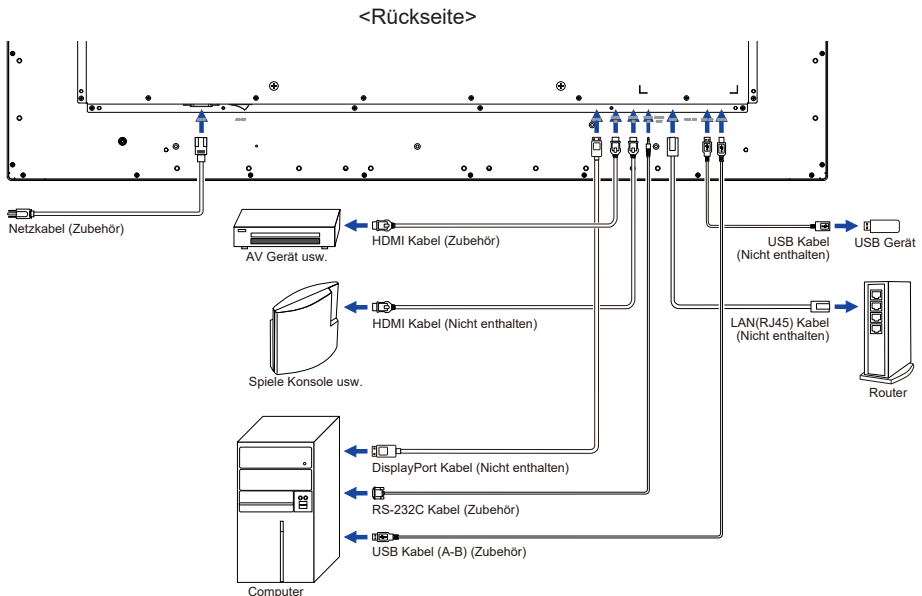 <Rückseite>
Netzkabel (Zubehör)
AV Gerät usw.
HDMI Kabel (Zubehör)
USB Kabel
(Nicht enthalten)
USB Gerät
Spiele Konsole usw.
HDMI Kabel (Nicht enthalten)
LAN(RJ45) Kabel
(Nicht enthalten)
Router
DisplayPort Kabel (Nicht enthalten)
RS-232C Kabel (Zubehör)
USB Kabel (A-B) (Zubehör)
Computer